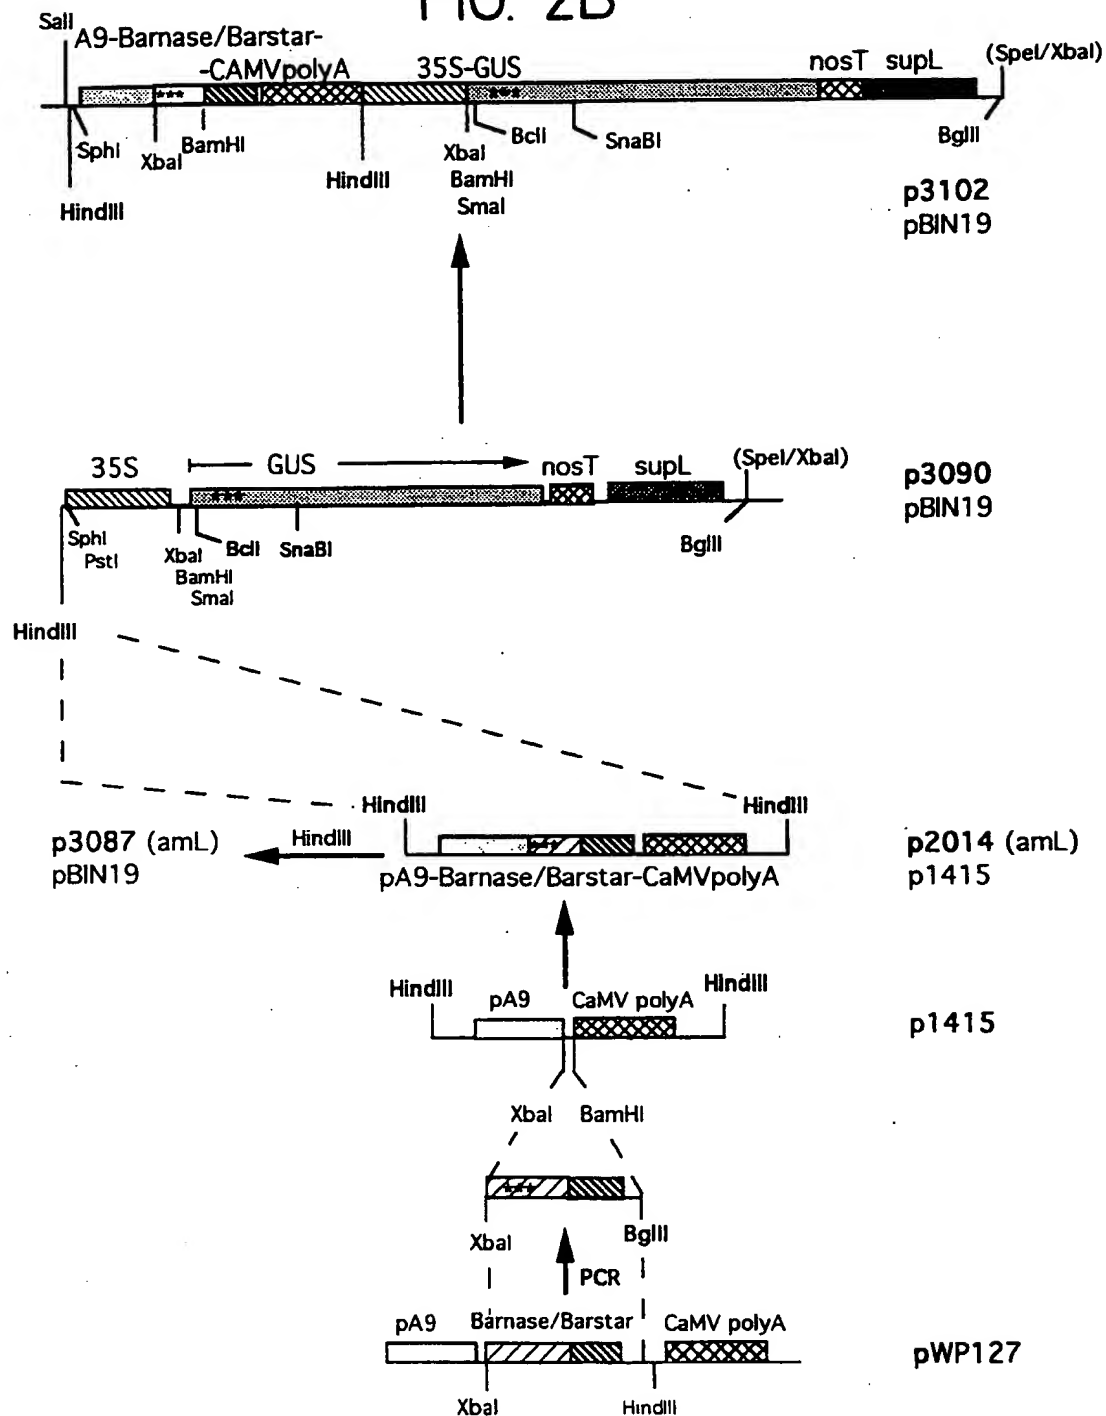 FIG. 2B
SalI
A9-Barnase/Barstar-
-CAMVpolyA
35S-GUS
nosT supL
(SpeI/XbaI)
***
***
SphI
XbaI
BamHI
HindIII
XbaI
BamHI
SmaI
BclI
SnaBI
BglII
HindIII
p3102
pBIN19
35S
GUS
nosT
supL
(SpeI/XbaI)
p3090
pBIN19
***
SphI
PstI
XbaI
BamHI
SmaI
BclI
SnaBI
BglII
HindIII
HindIII
HindIII
p3087 (amL)
pBIN19
HindIII
***
p2014 (amL)
p1415
pA9-Barnase/Barstar-CaMVpolyA
HindIII
pA9
CaMV polyA
HindIII
p1415
XbaI
BamHI
***
XbaI
BglII
PCR
pA9
Barnase/Barstar
CaMV polyA
pWP127
XbaI
HindIII